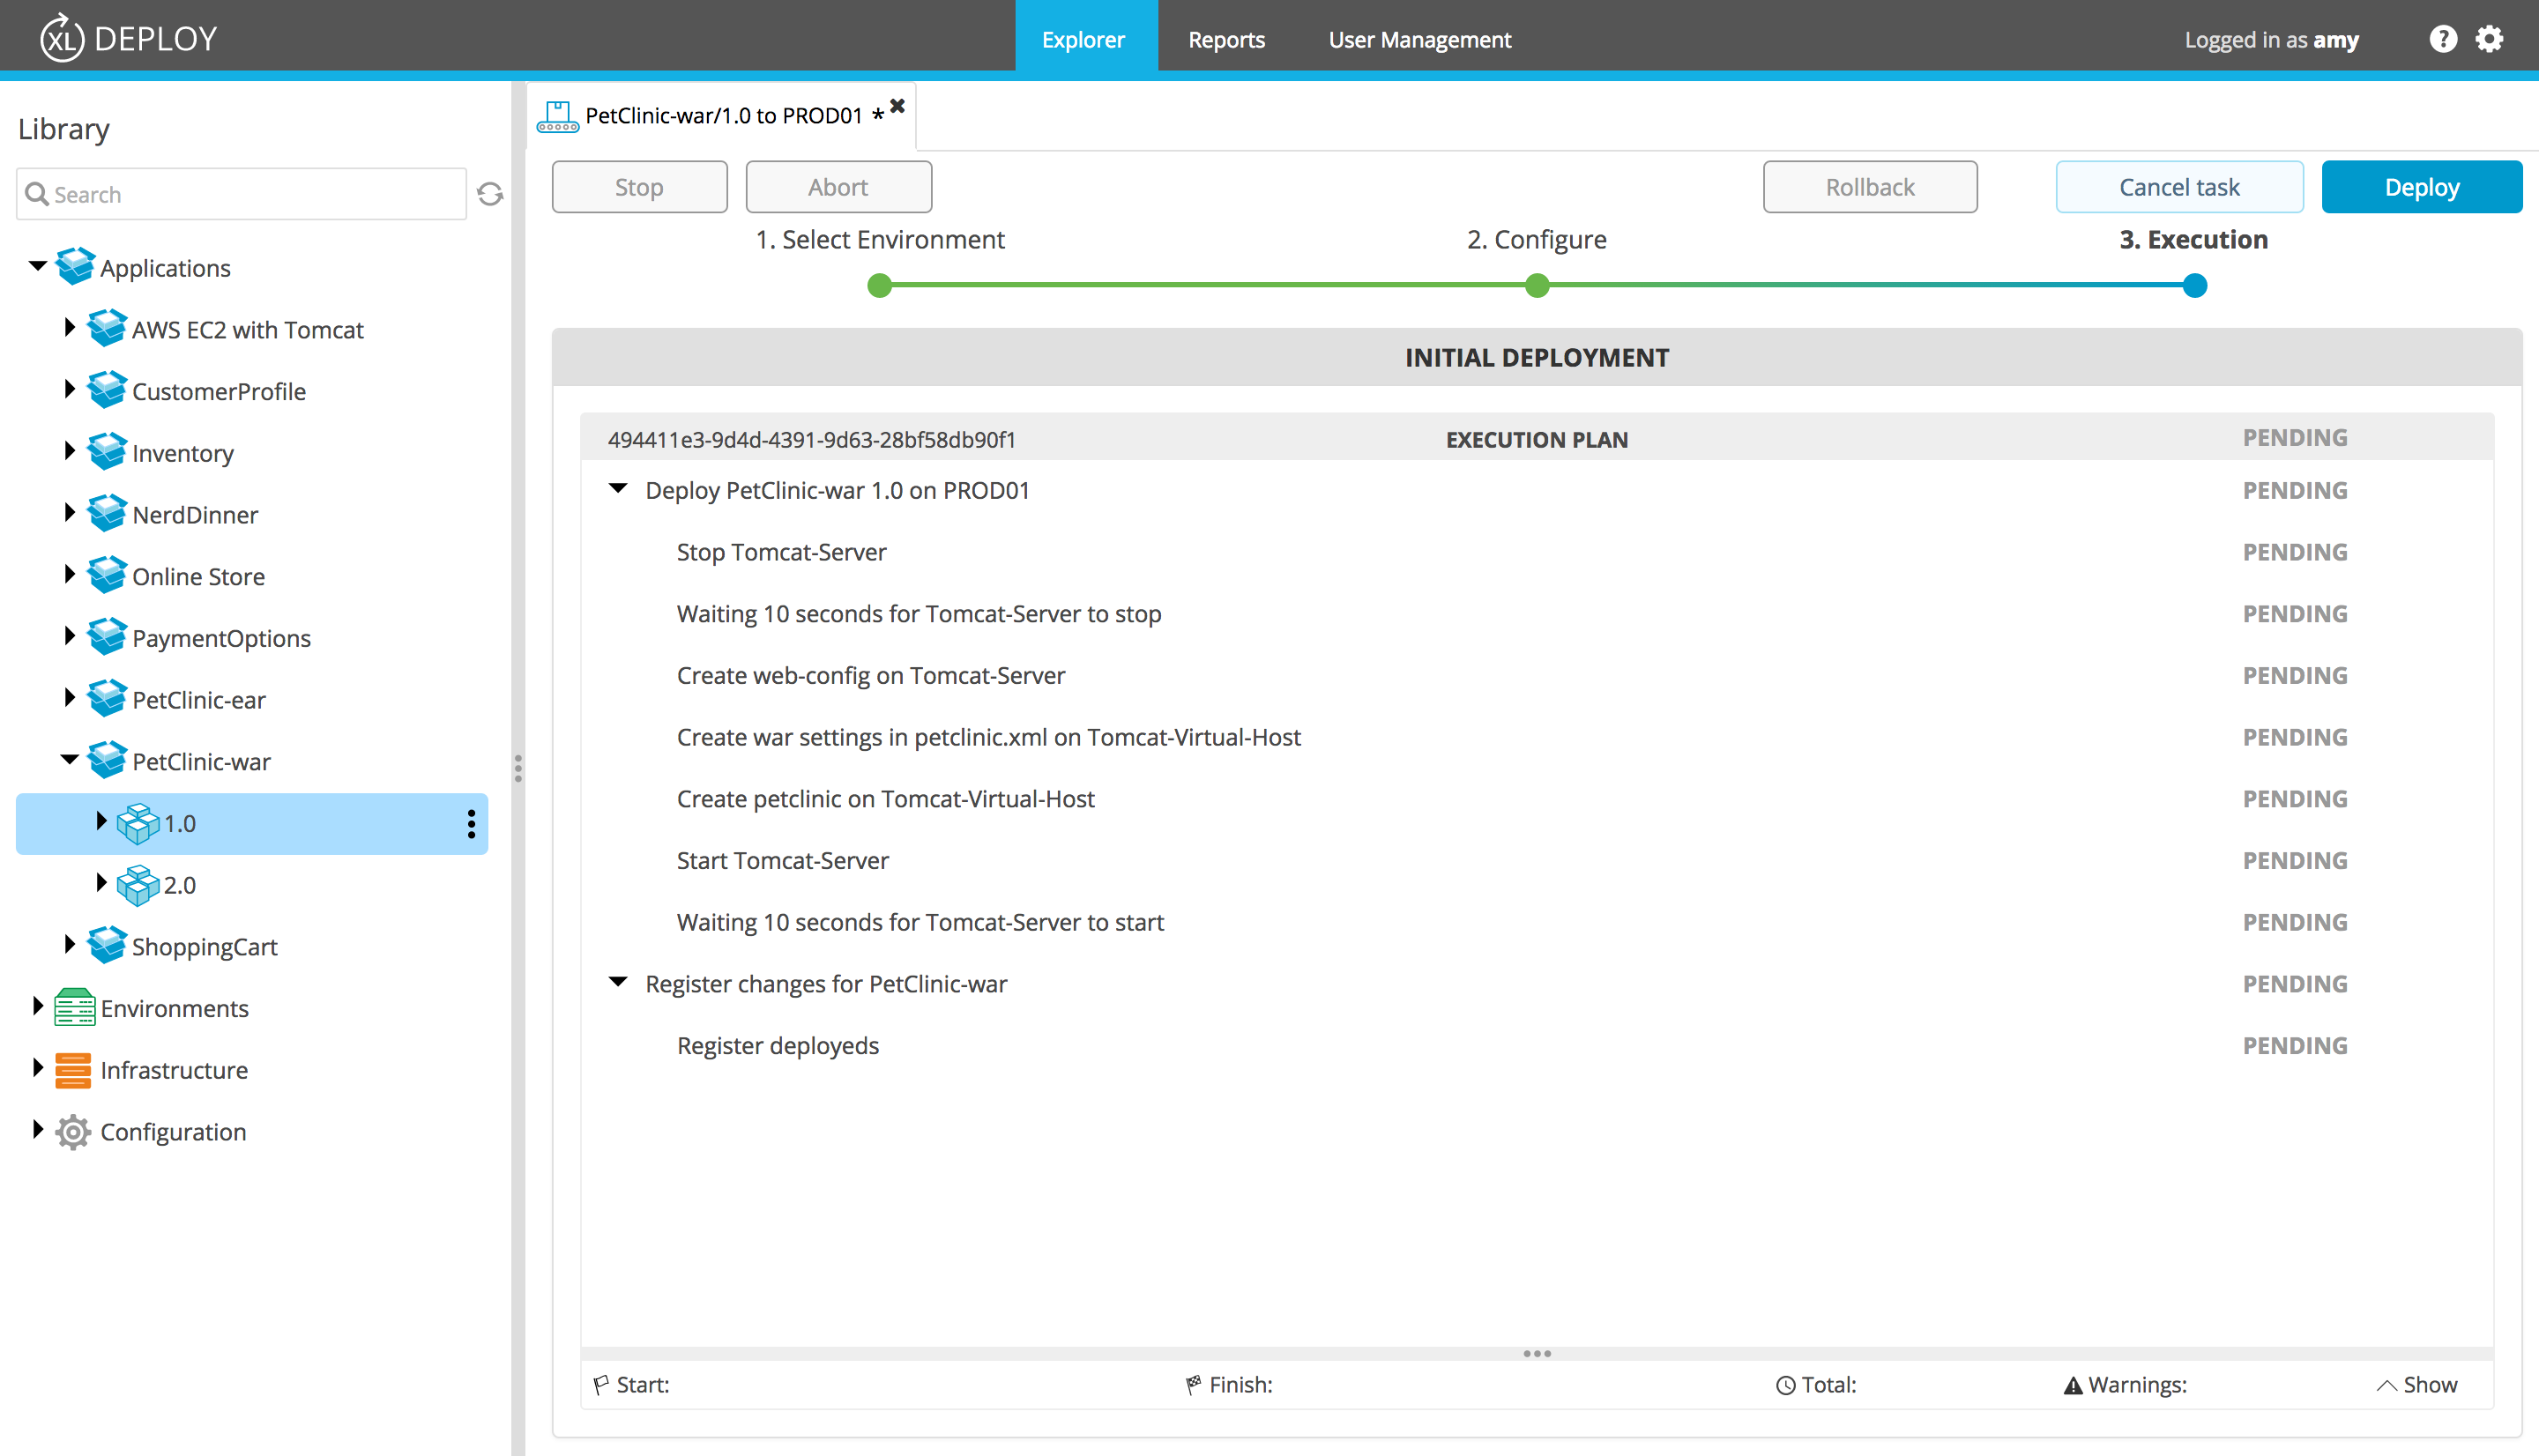 XL DEPLOY
Explorer
Reports
User Management
Logged in as amy
Library
Search
Applications
AWS EC2 with Tomcat
CustomerProfile
Inventory
NerdDinner
Online Store
PaymentOptions
PetClinic-ear
PetClinic-war
1.0
2.0
ShoppingCart
Environments
Infrastructure
Configuration
PetClinic-war/1.0 to PROD01 *
Stop
Abort
Rollback
Cancel task
Deploy
1. Select Environment
2. Configure
3. Execution
INITIAL DEPLOYMENT
494411e3-9d4d-4391-9d63-28bf58db90f1 EXECUTION PLAN PENDING
Deploy PetClinic-war 1.0 on PROD01 PENDING
Stop Tomcat-Server PENDING
Waiting 10 seconds for Tomcat-Server to stop PENDING
Create web-config on Tomcat-Server PENDING
Create war settings in petclinic.xml on Tomcat-Virtual-Host PENDING
Create petclinic on Tomcat-Virtual-Host PENDING
Start Tomcat-Server PENDING
Waiting 10 seconds for Tomcat-Server to start PENDING
Register changes for PetClinic-war PENDING
Register deployeds PENDING
Start:
Finish:
Total:
Warnings:
Show